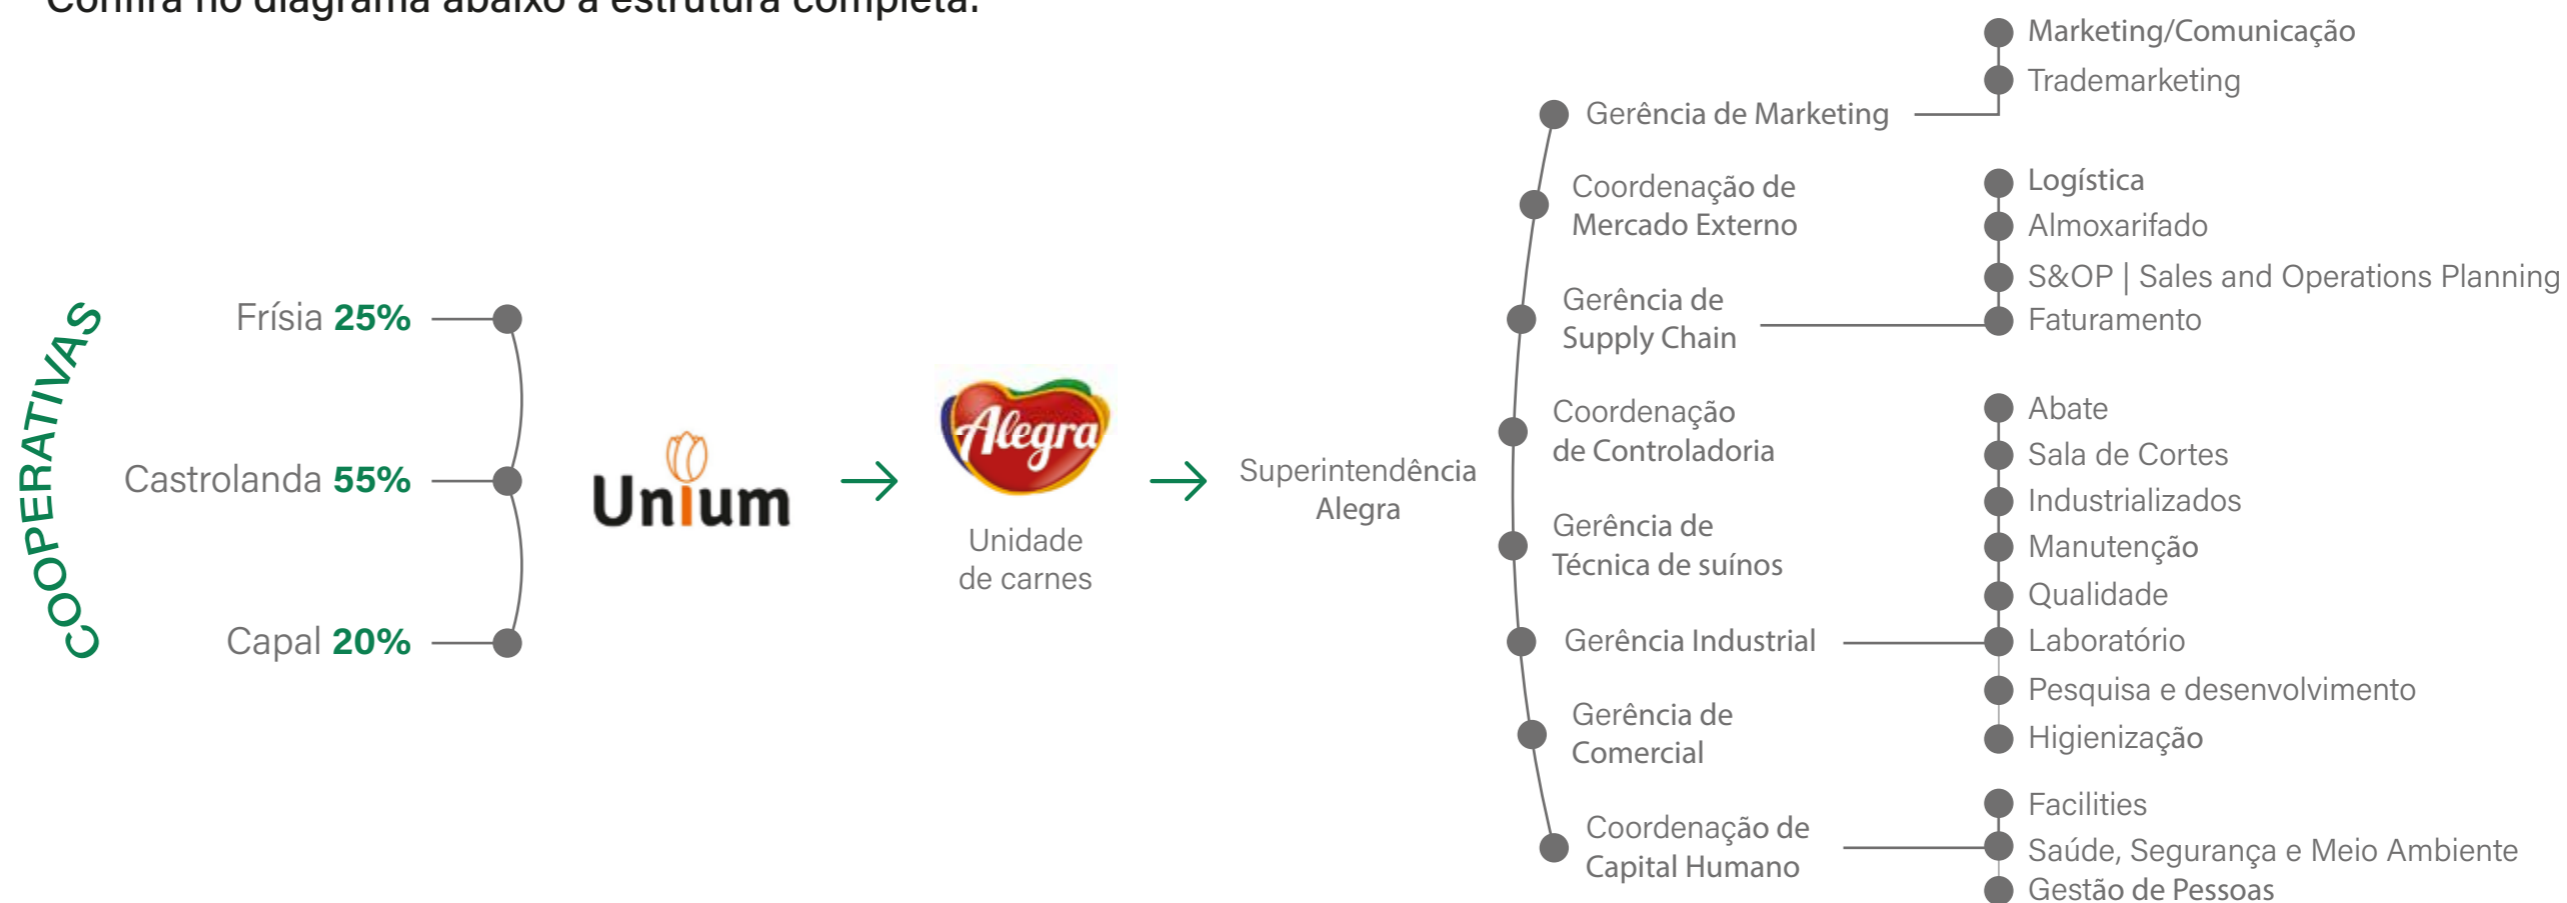 Confira no diagrama abaixo a estrutura completa:
COOPERATIVAS
Frísia 25%
Castrolanda 55%
Capal 20%
Unium
Alegra
Unidade
de carnes
Superintendência
Alegra
Gerência de Marketing
Marketing/Comunicação
Trademarketing
Coordenação de
Mercado Externo
Gerência de
Supply Chain
Logística
Almoxarifado
S&OP | Sales and Operations Planning
Faturamento
Coordenação
de Controladoria
Gerência de
Técnica de suínos
Gerência Industrial
Abate
Sala de Cortes
Industrializados
Manutenção
Qualidade
Laboratório
Pesquisa e desenvolvimento
Higienização
Gerência de
Comercial
Coordenação de
Capital Humano
Facilities
Saúde, Segurança e Meio Ambiente
Gestão de Pessoas